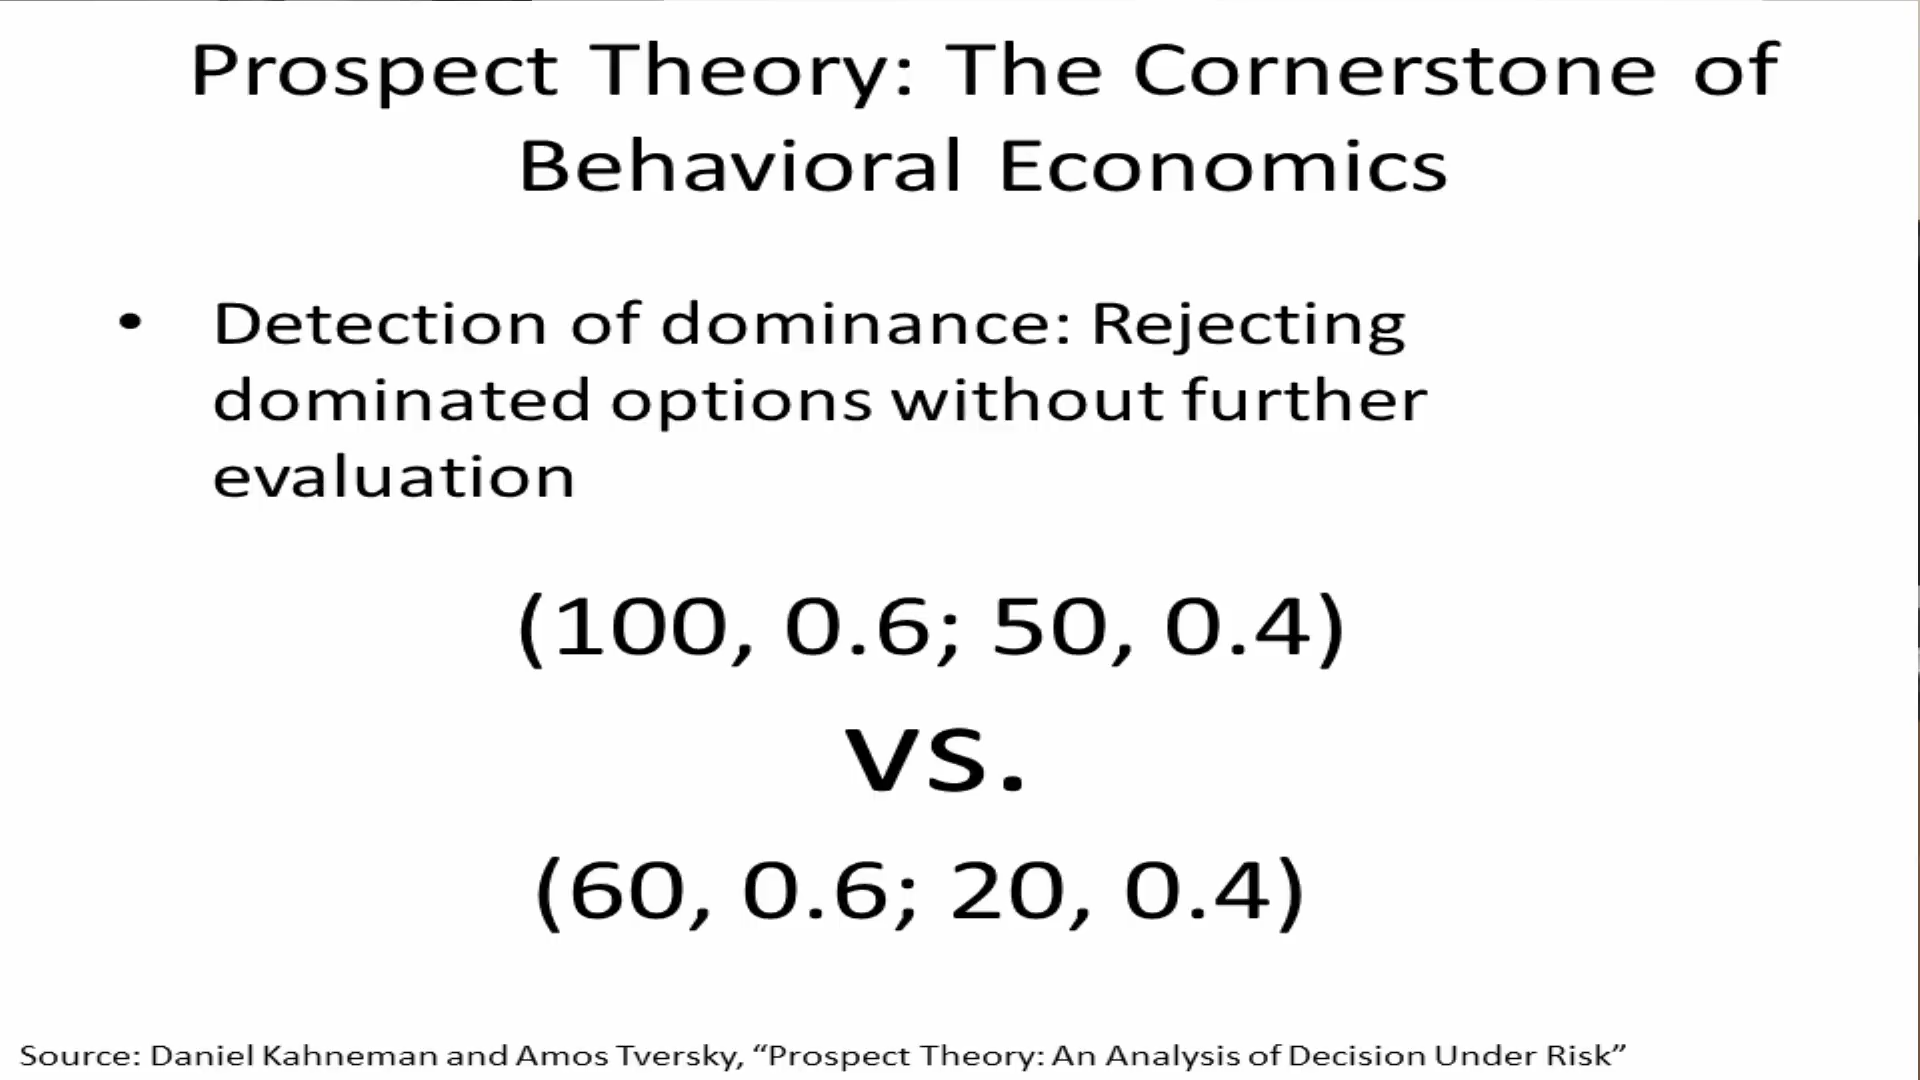 Prospect Theory: The Cornerstone of
Behavioral Economics
• Detection of dominance: Rejecting
dominated options without further
evaluation
(100, 0.6; 50, 0.4)
vs.
(60, 0.6; 20, 0.4)
Source: Daniel Kahneman and Amos Tversky, “Prospect Theory: An Analysis of Decision Under Risk”